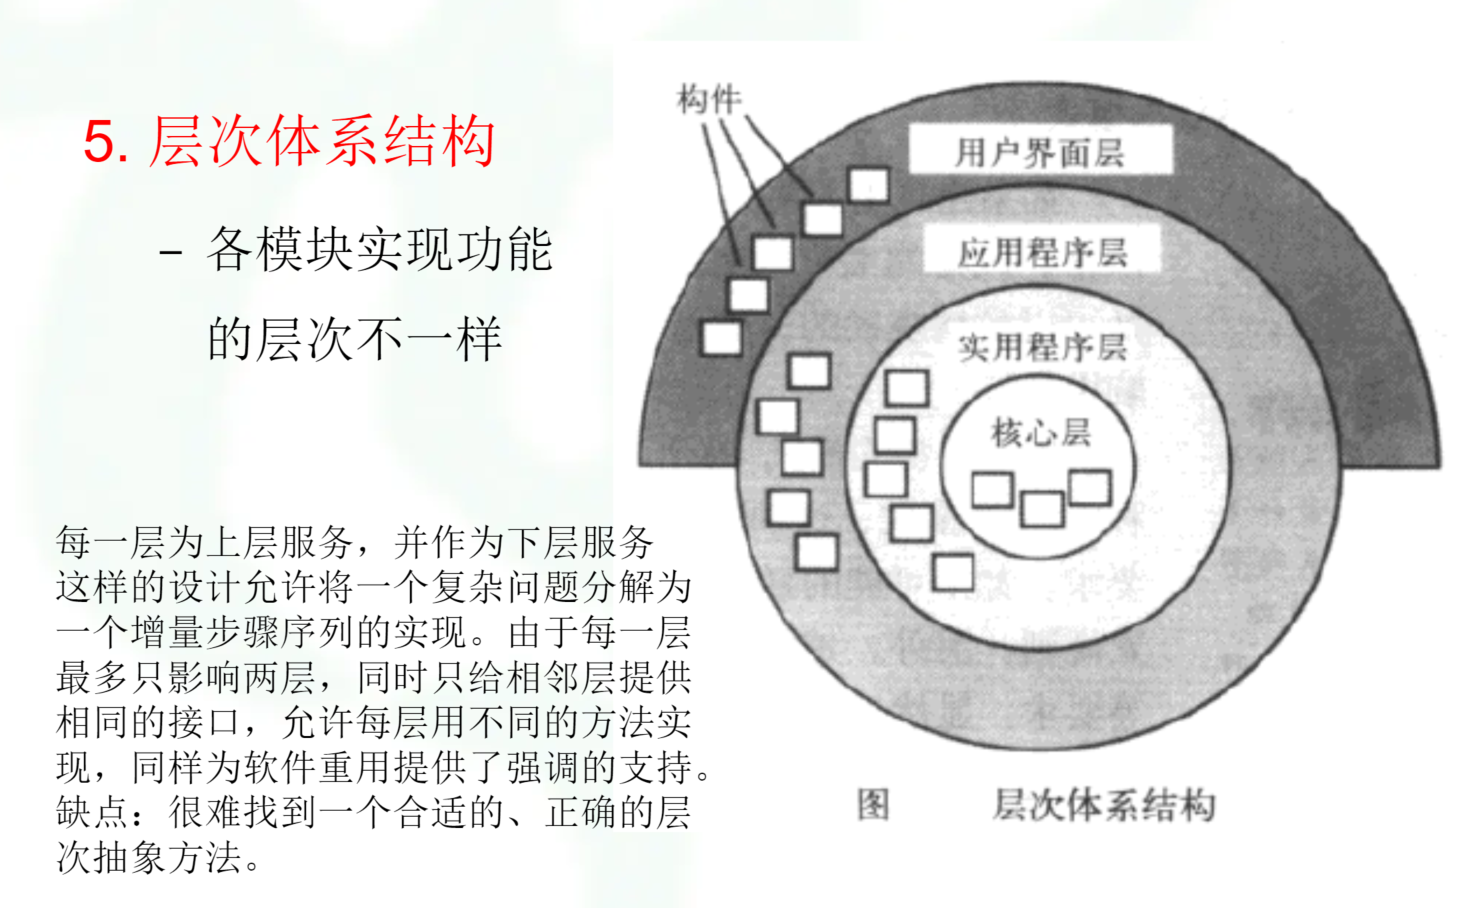 5. 层次体系结构
– 各模块实现功能
的层次不一样
每一层为上层服务，并作为下层服务
这样的设计允许将一个复杂问题分解为
一个增量步骤序列的实现。由于每一层
最多只影响两层，同时只给相邻层提供
相同的接口，允许每层用不同的方法实
现，同样为软件重用提供了强调的支持。
缺点：很难找到一个合适的、正确的层
次抽象方法。
构件
用户界面层
应用程序层
实用程序层
核心层
图 层次体系结构